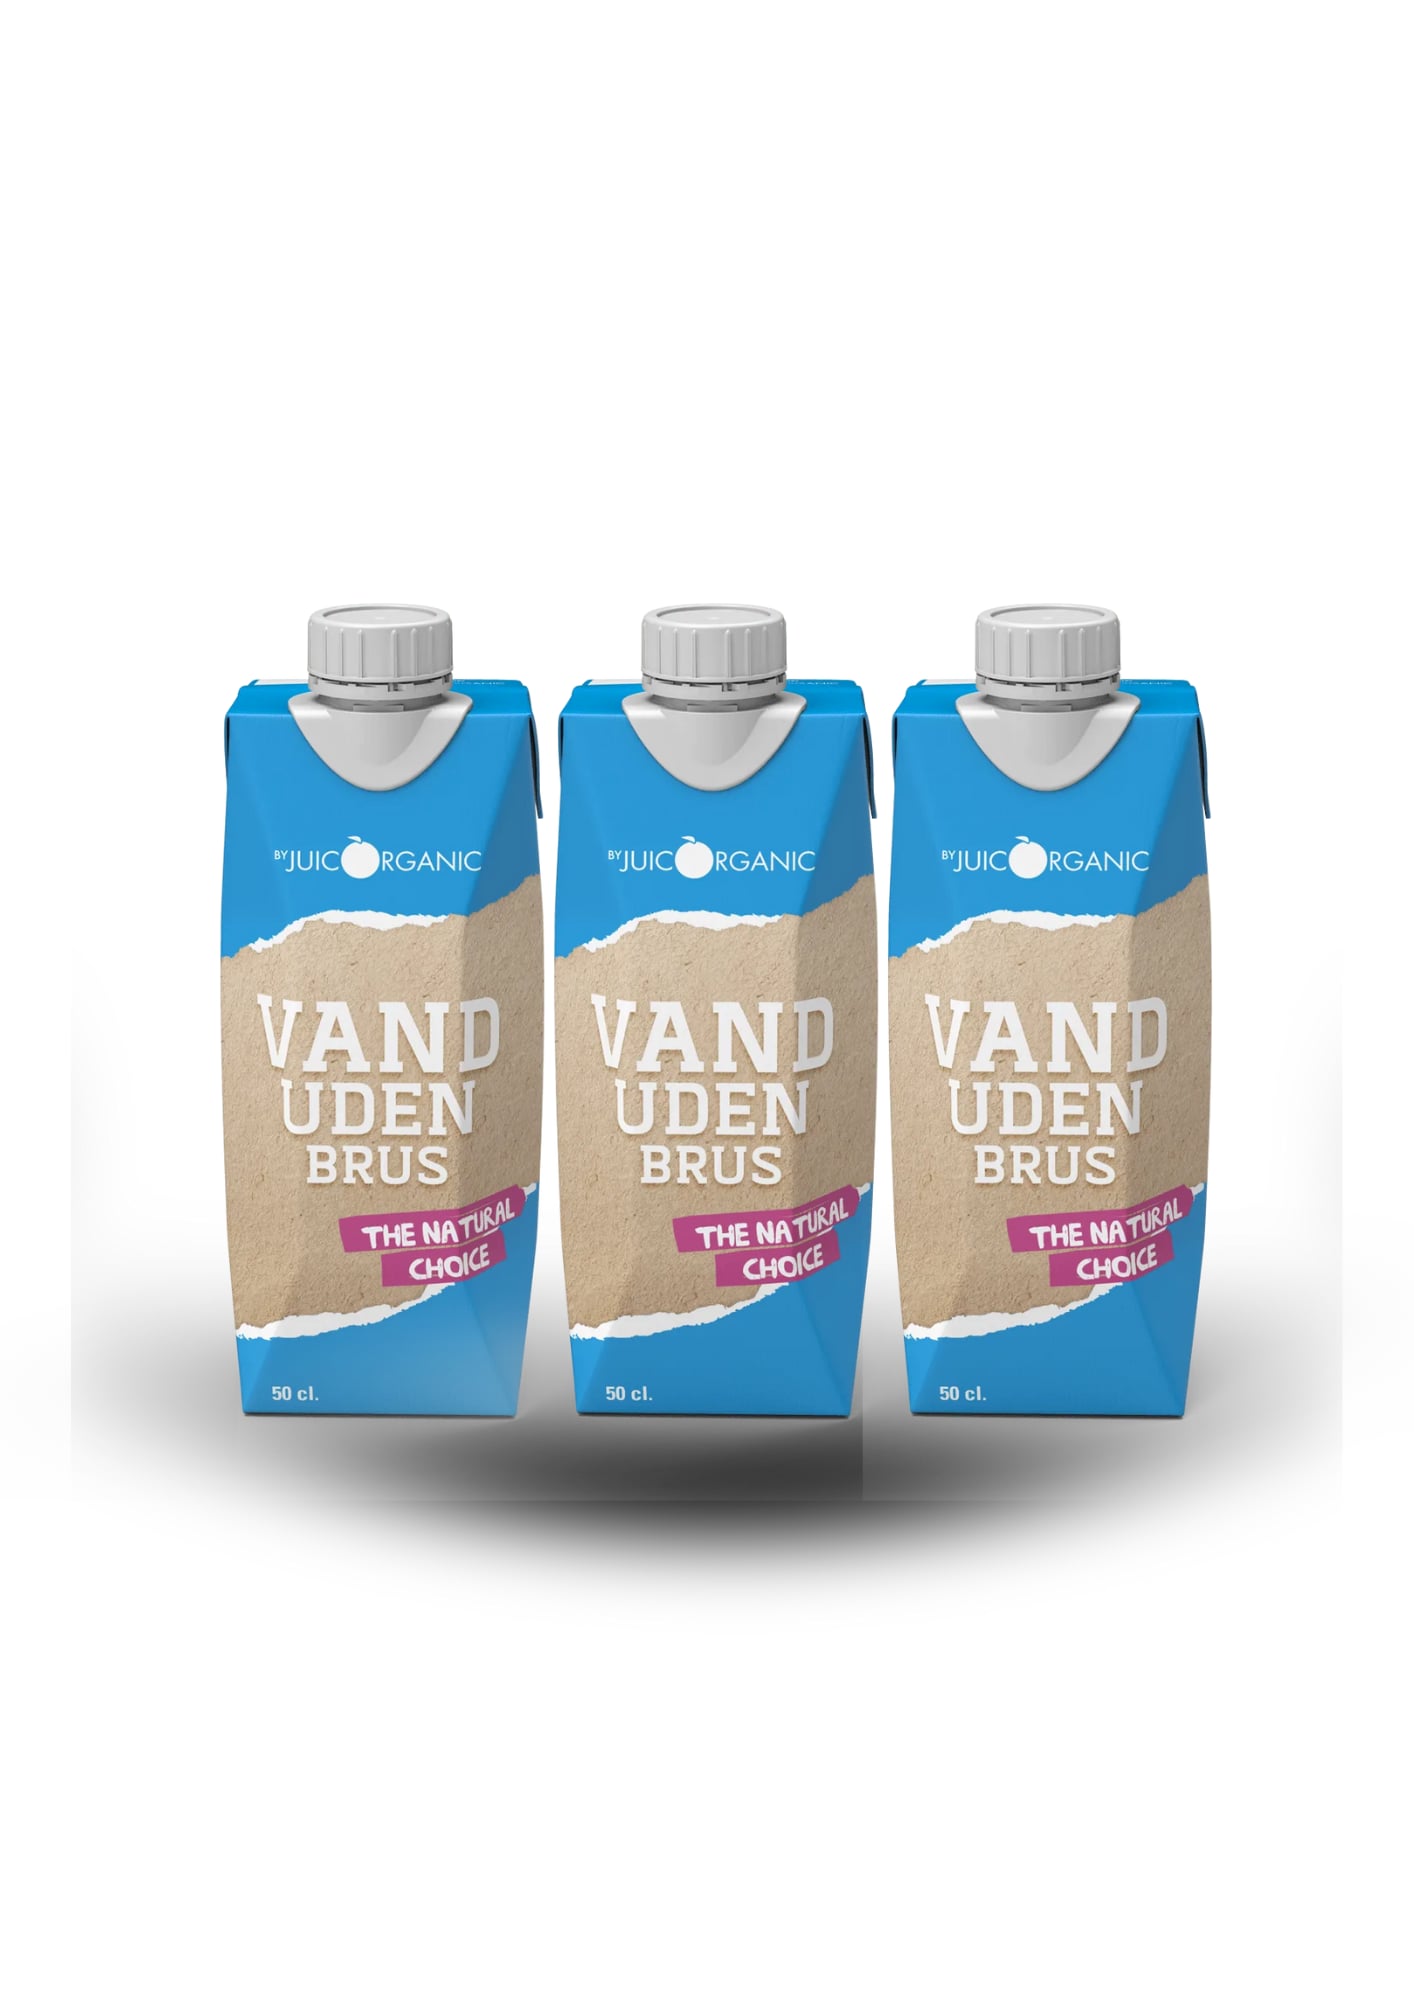 BY JUICORGANIC
VAND
UDEN
BRUS
THE NATURAL
CHOICE
50 cl.
BY JUICORGANIC
VAND
UDEN
BRUS
THE NATURAL
CHOICE
50 cl.
BY JUICORGANIC
VAND
UDEN
BRUS
THE NATURAL
CHOICE
50 cl.